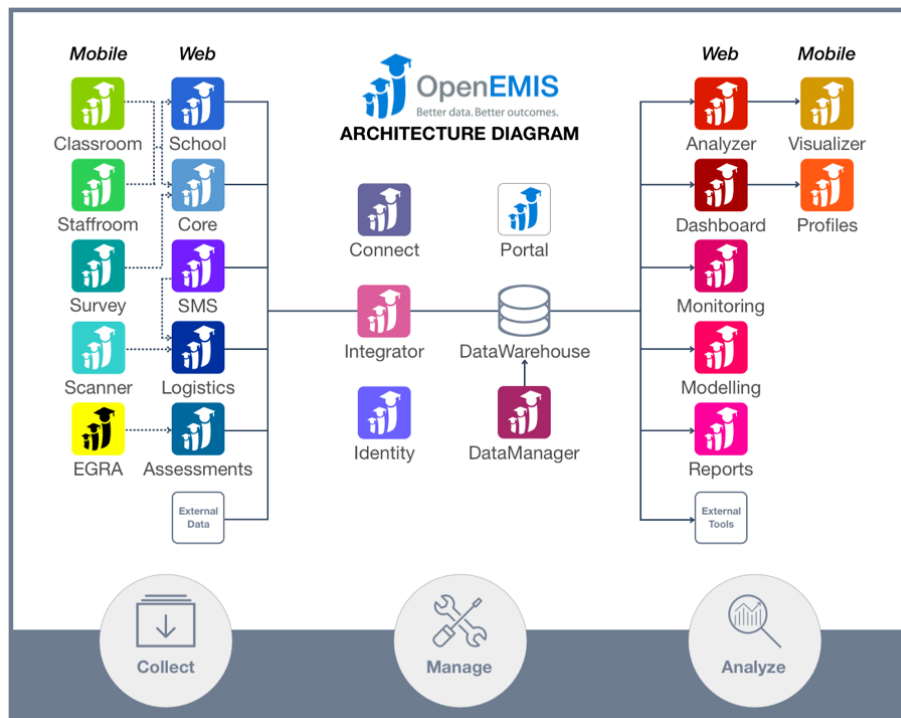 Mobile
Web
OpenEMIS
Better data. Better outcomes.
ARCHITECTURE DIAGRAM
Web
Mobile
Classroom
School
Analyzer
Visualizer
Staffroom
Core
Connect
Portal
Dashboard
Profiles
Survey
SMS
Monitoring
Integrator
DataWarehouse
Scanner
Logistics
Modelling
Identity
DataManager
EGRA
Assessments
Reports
External
Data
External
Tools
Collect
Manage
Analyze